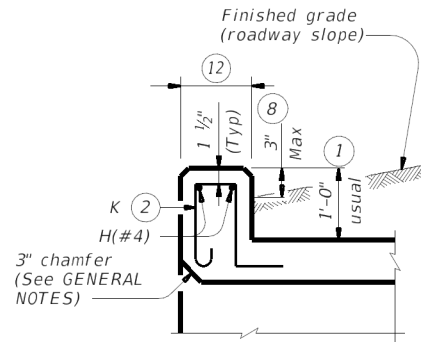 Finished grade
(roadway slope)
12
8
1 ½"
(Typ)
3"
Max
1
1'-0"
usual
K 2
H(#4)
3" chamfer
(See GENERAL
NOTES)